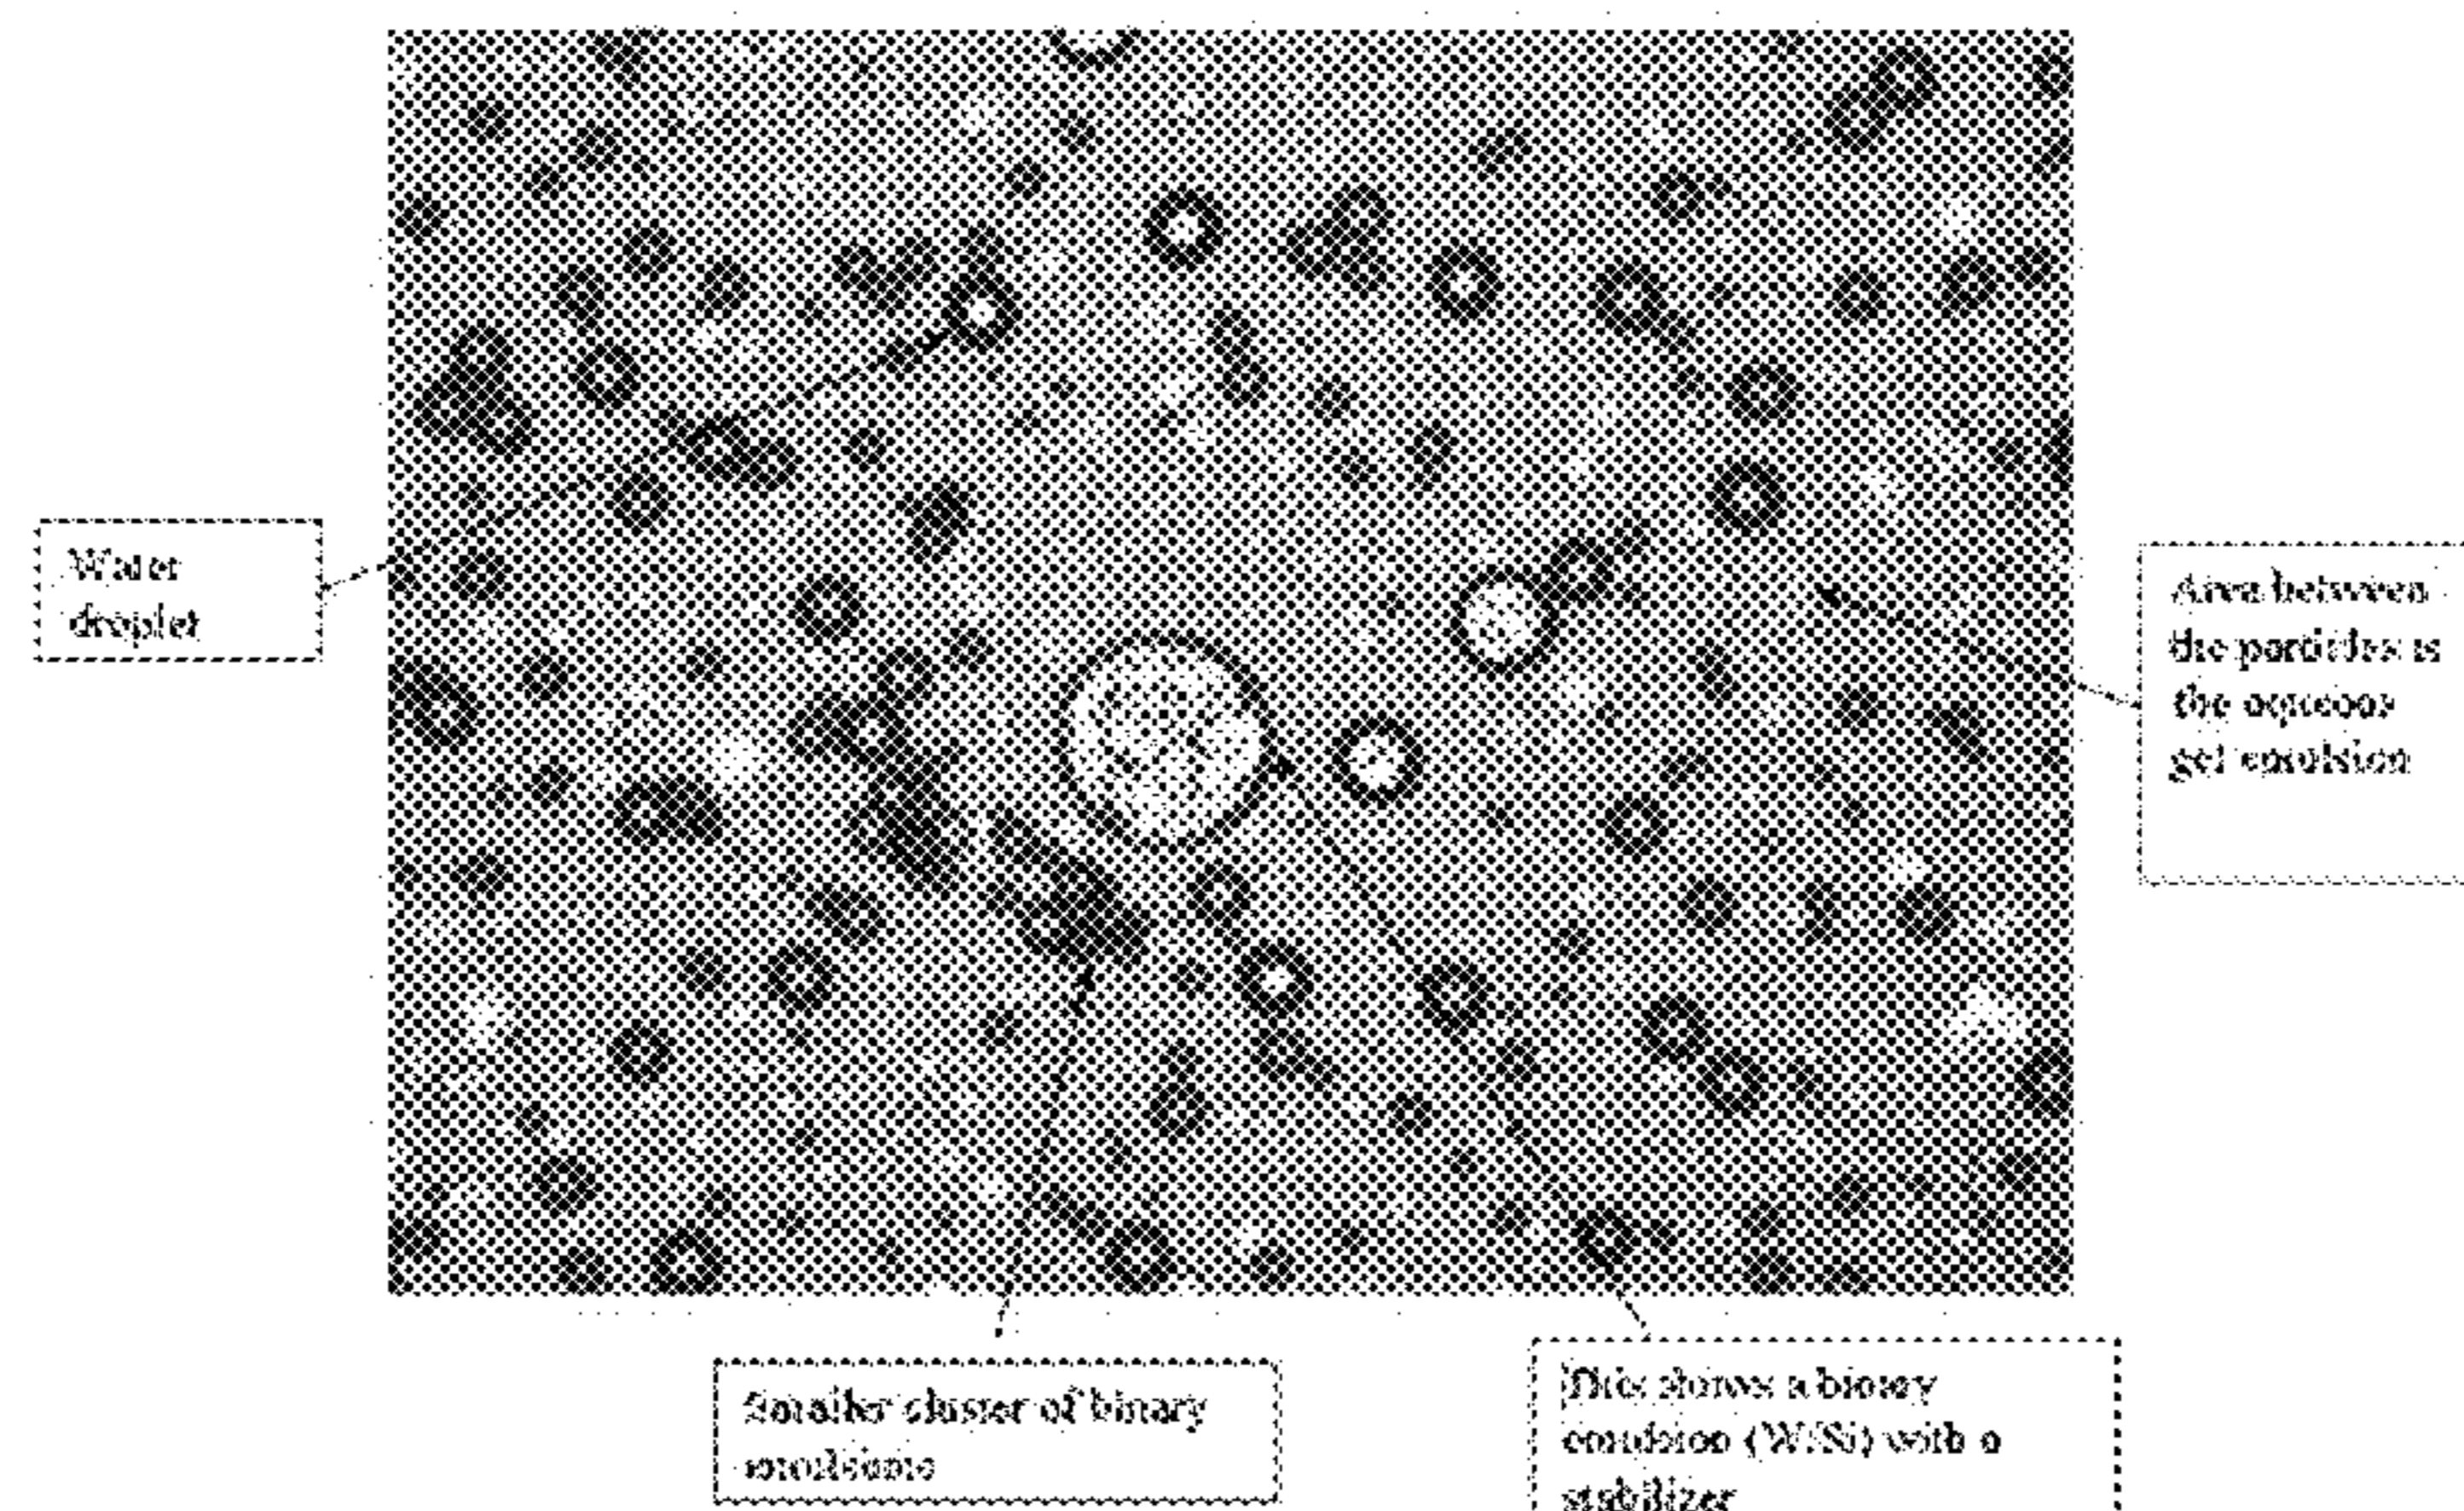 Water
droplet
Area between
the particles is
the aqueous
gel emulsion
Smaller cluster of binary
emulsions
This shows a binary
emulsion (W/Si) with a
stabilizer